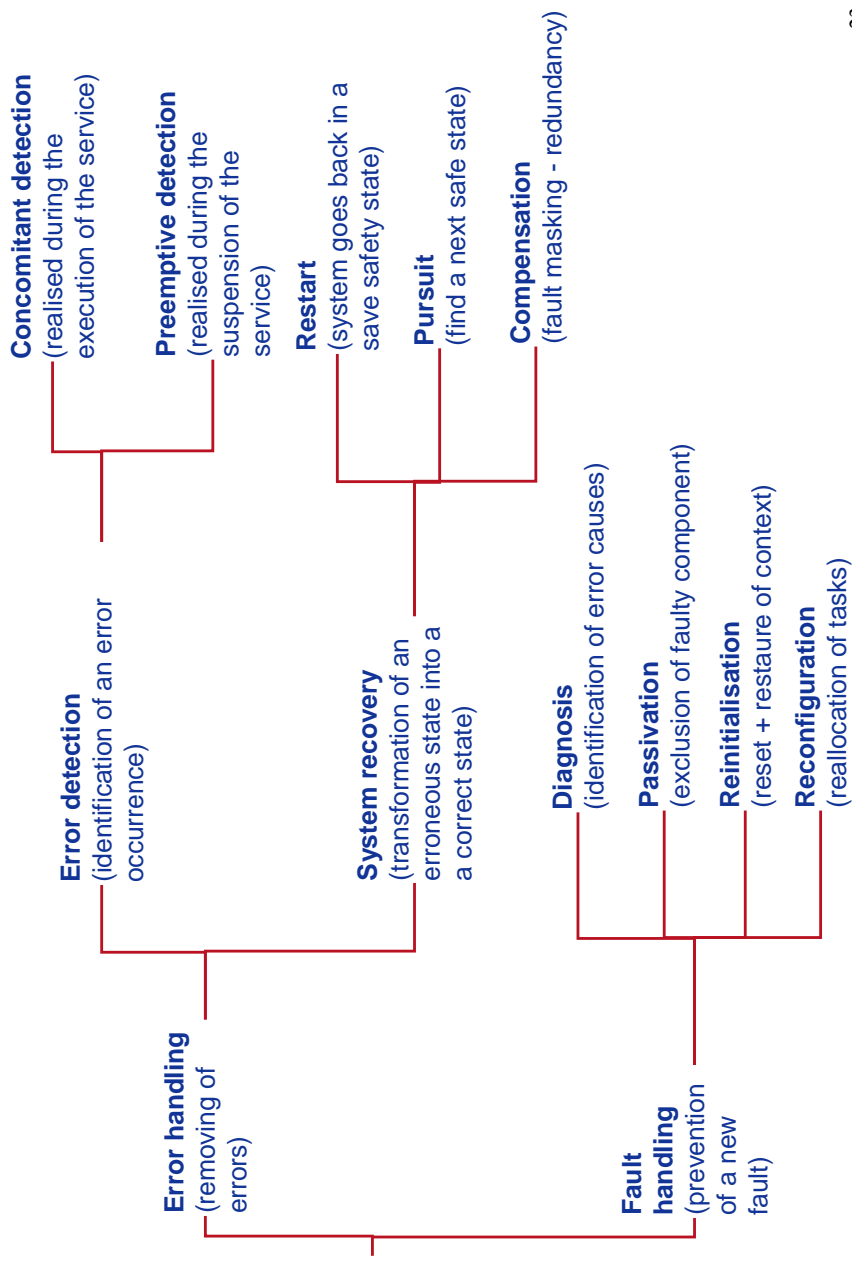 Error handling
(removing of
errors)
Error detection
(identification of an error
occurrence)
Concomitant detection
(realised during the
execution of the service)
Preemptive detection
(realised during the
suspension of the
service)
System recovery
(transformation of an
erroneous state into a
a correct state)
Restart
(system goes back in a
save safety state)
Pursuit
(find a next safe state)
Compensation
(fault masking - redundancy)
Fault
handling
(prevention
of a new
fault)
Diagnosis
(identification of error causes)
Passivation
(exclusion of faulty component)
Reinitialisation
(reset + restaure of context)
Reconfiguration
(reallocation of tasks)